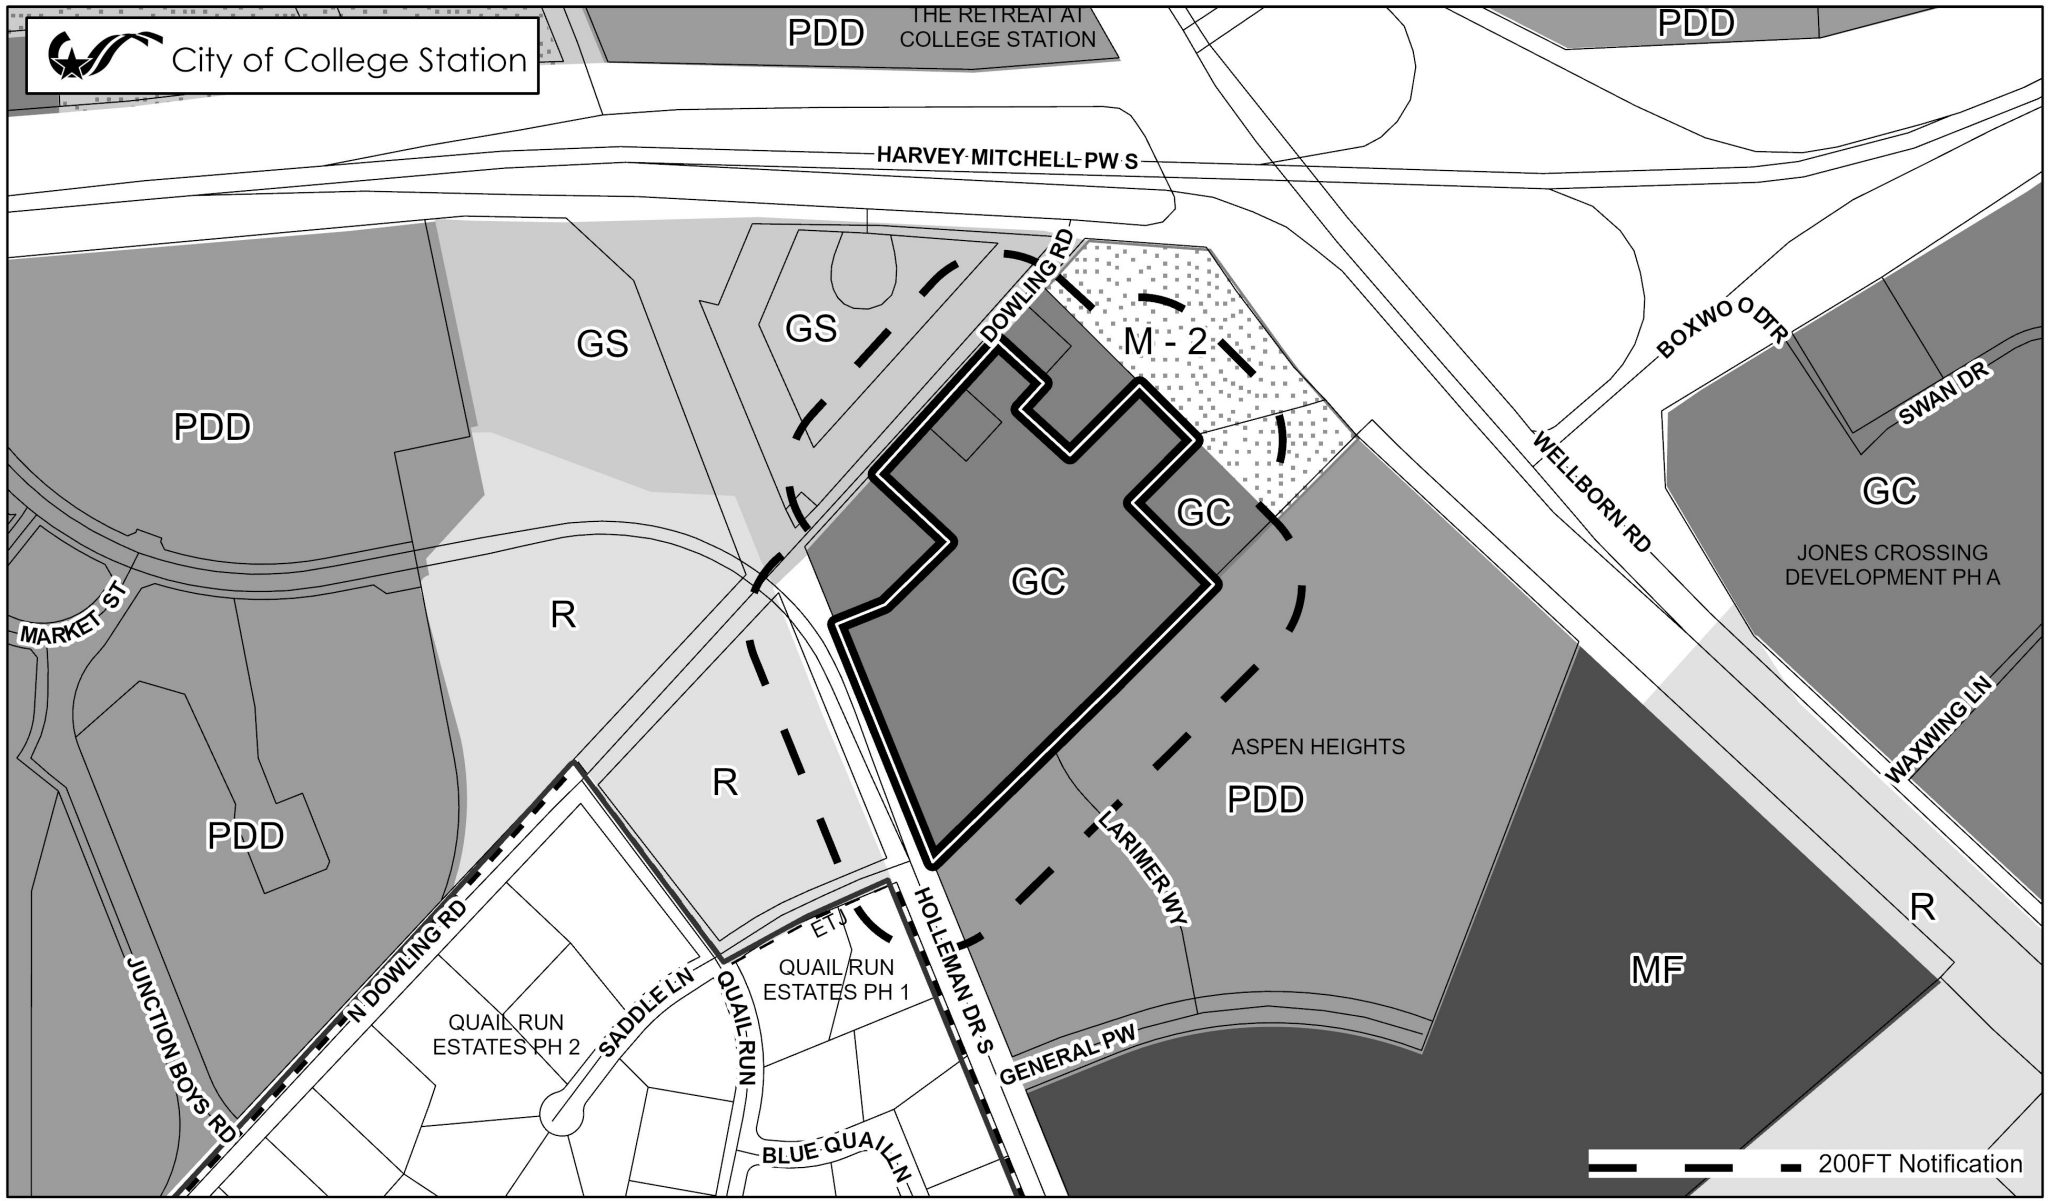 City of College Station
PDD
THE RETREAT AT
COLLEGE STATION
PDD
HARVEY MITCHELL PW S
DOWLING RD
GS
GS
M - 2
BOXWOOD TR
SWAN DR
PDD
WELLBORN RD
GC
GC
JONES CROSSING
DEVELOPMENT PH A
GC
MARKET ST
R
R
ASPEN HEIGHTS
PDD
WAXWING LN
PDD
LARIMER WY
R
N DOWLING RD
ETJ
HOLLEMAN DR S
MF
QUAIL RUN
ESTATES PH 1
JUNCTION BOYS RD
QUAIL RUN
ESTATES PH 2
SADDLE LN
QUAIL RUN
GENERAL PW
BLUE QUAIL LN
200FT Notification